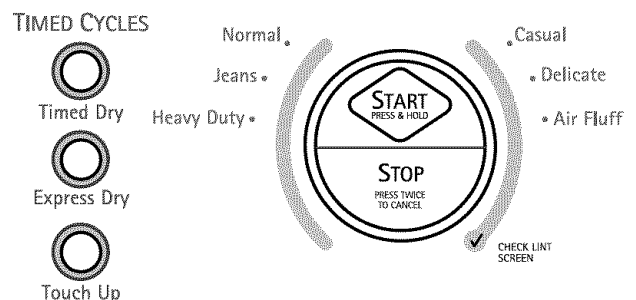 TIMED CYCLES
Timed Dry
Express Dry
Touch Up
Normal
Jeans
Heavy Duty
START
PRESS & HOLD
STOP
PRESS TWICE
TO CANCEL
Casual
Delicate
Air Fluff
CHECK LINT
SCREEN